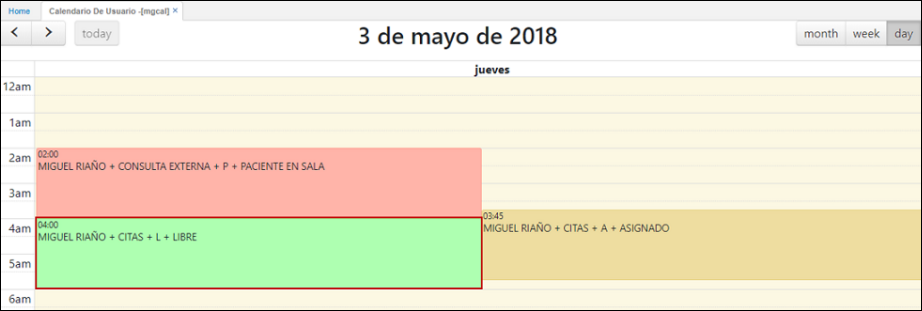 Home Calendario De Usuario -[mgcal] ×
< > today 3 de mayo de 2018 month week day
jueves
12am
1am
2am
02:00
MIGUEL RIAÑO + CONSULTA EXTERNA + P + PACIENTE EN SALA
3am
03:45
MIGUEL RIAÑO + CITAS + A + ASIGNADO
4am
04:00
MIGUEL RIAÑO + CITAS + L + LIBRE
5am
6am